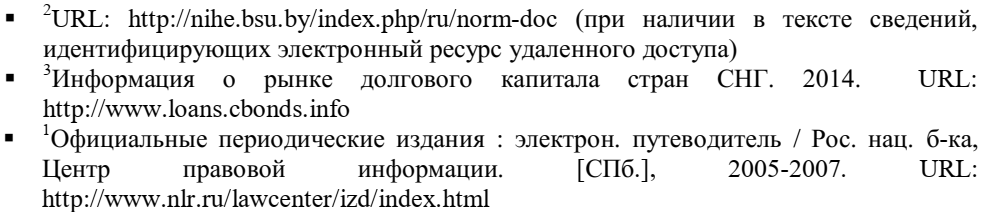 ▪ ²URL: http://nihe.bsu.by/index.php/ru/norm-doc (при наличии в тексте сведений,
идентифицирующих электронный ресурс удаленного доступа)
▪ ³Информация о рынке долгового капитала стран СНГ. 2014. URL:
http://www.loans.cbonds.info
▪ ¹Официальные периодические издания : электрон. путеводитель / Рос. нац. б-ка,
Центр правовой информации. [СПб.], 2005-2007. URL:
http://www.nlr.ru/lawcenter/izd/index.html